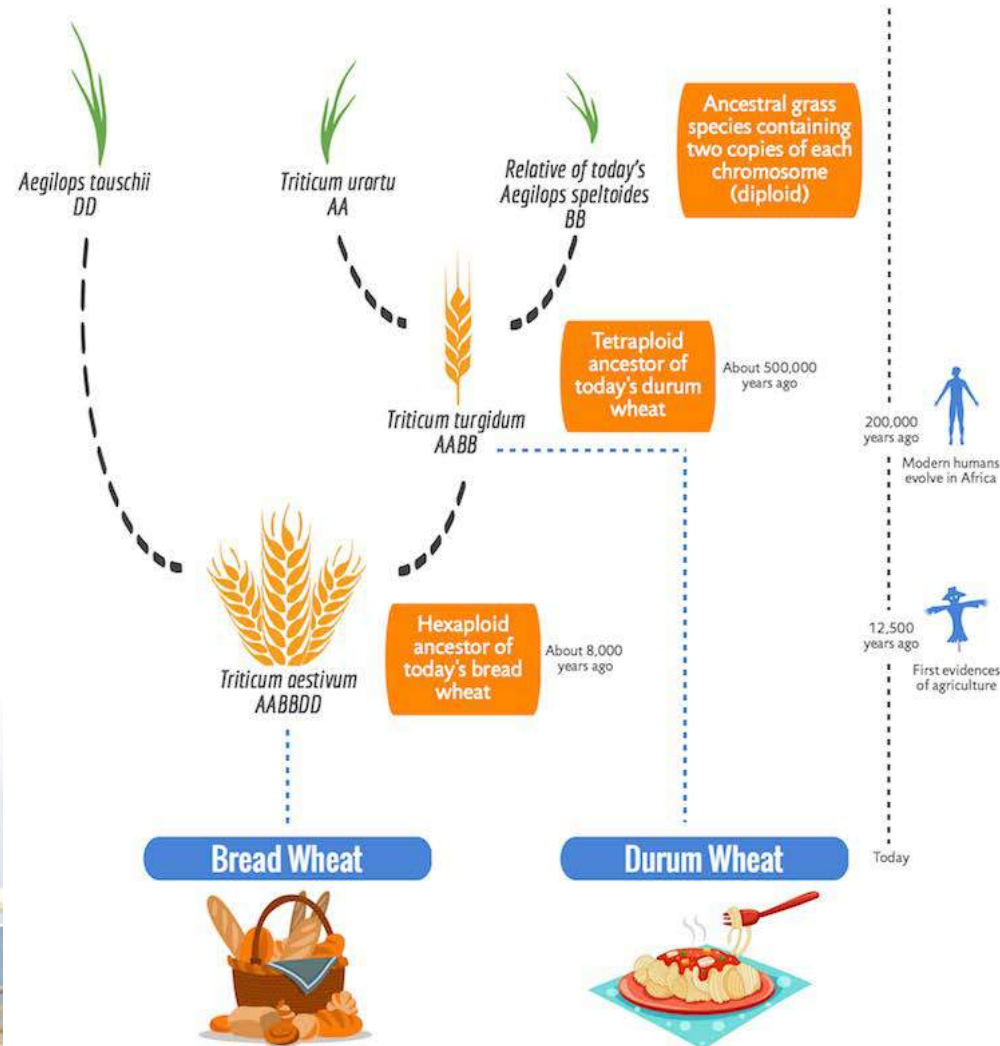 Aegilops tauschii
DD
Triticum urartu
AA
Relative of today's
Aegilops speltoides
BB
Ancestral grass
species containing
two copies of each
chromosome
(diploid)
Triticum turgidum
AABB
Tetraploid
ancestor of
today's durum
wheat
About 500,000
years ago
200,000
years ago
Modern humans
evolve in Africa
Triticum aestivum
AABBDD
Hexaploid
ancestor of
today's bread
wheat
About 8,000
years ago
12,500
years ago
First evidences
of agriculture
Bread Wheat
Durum Wheat
Today